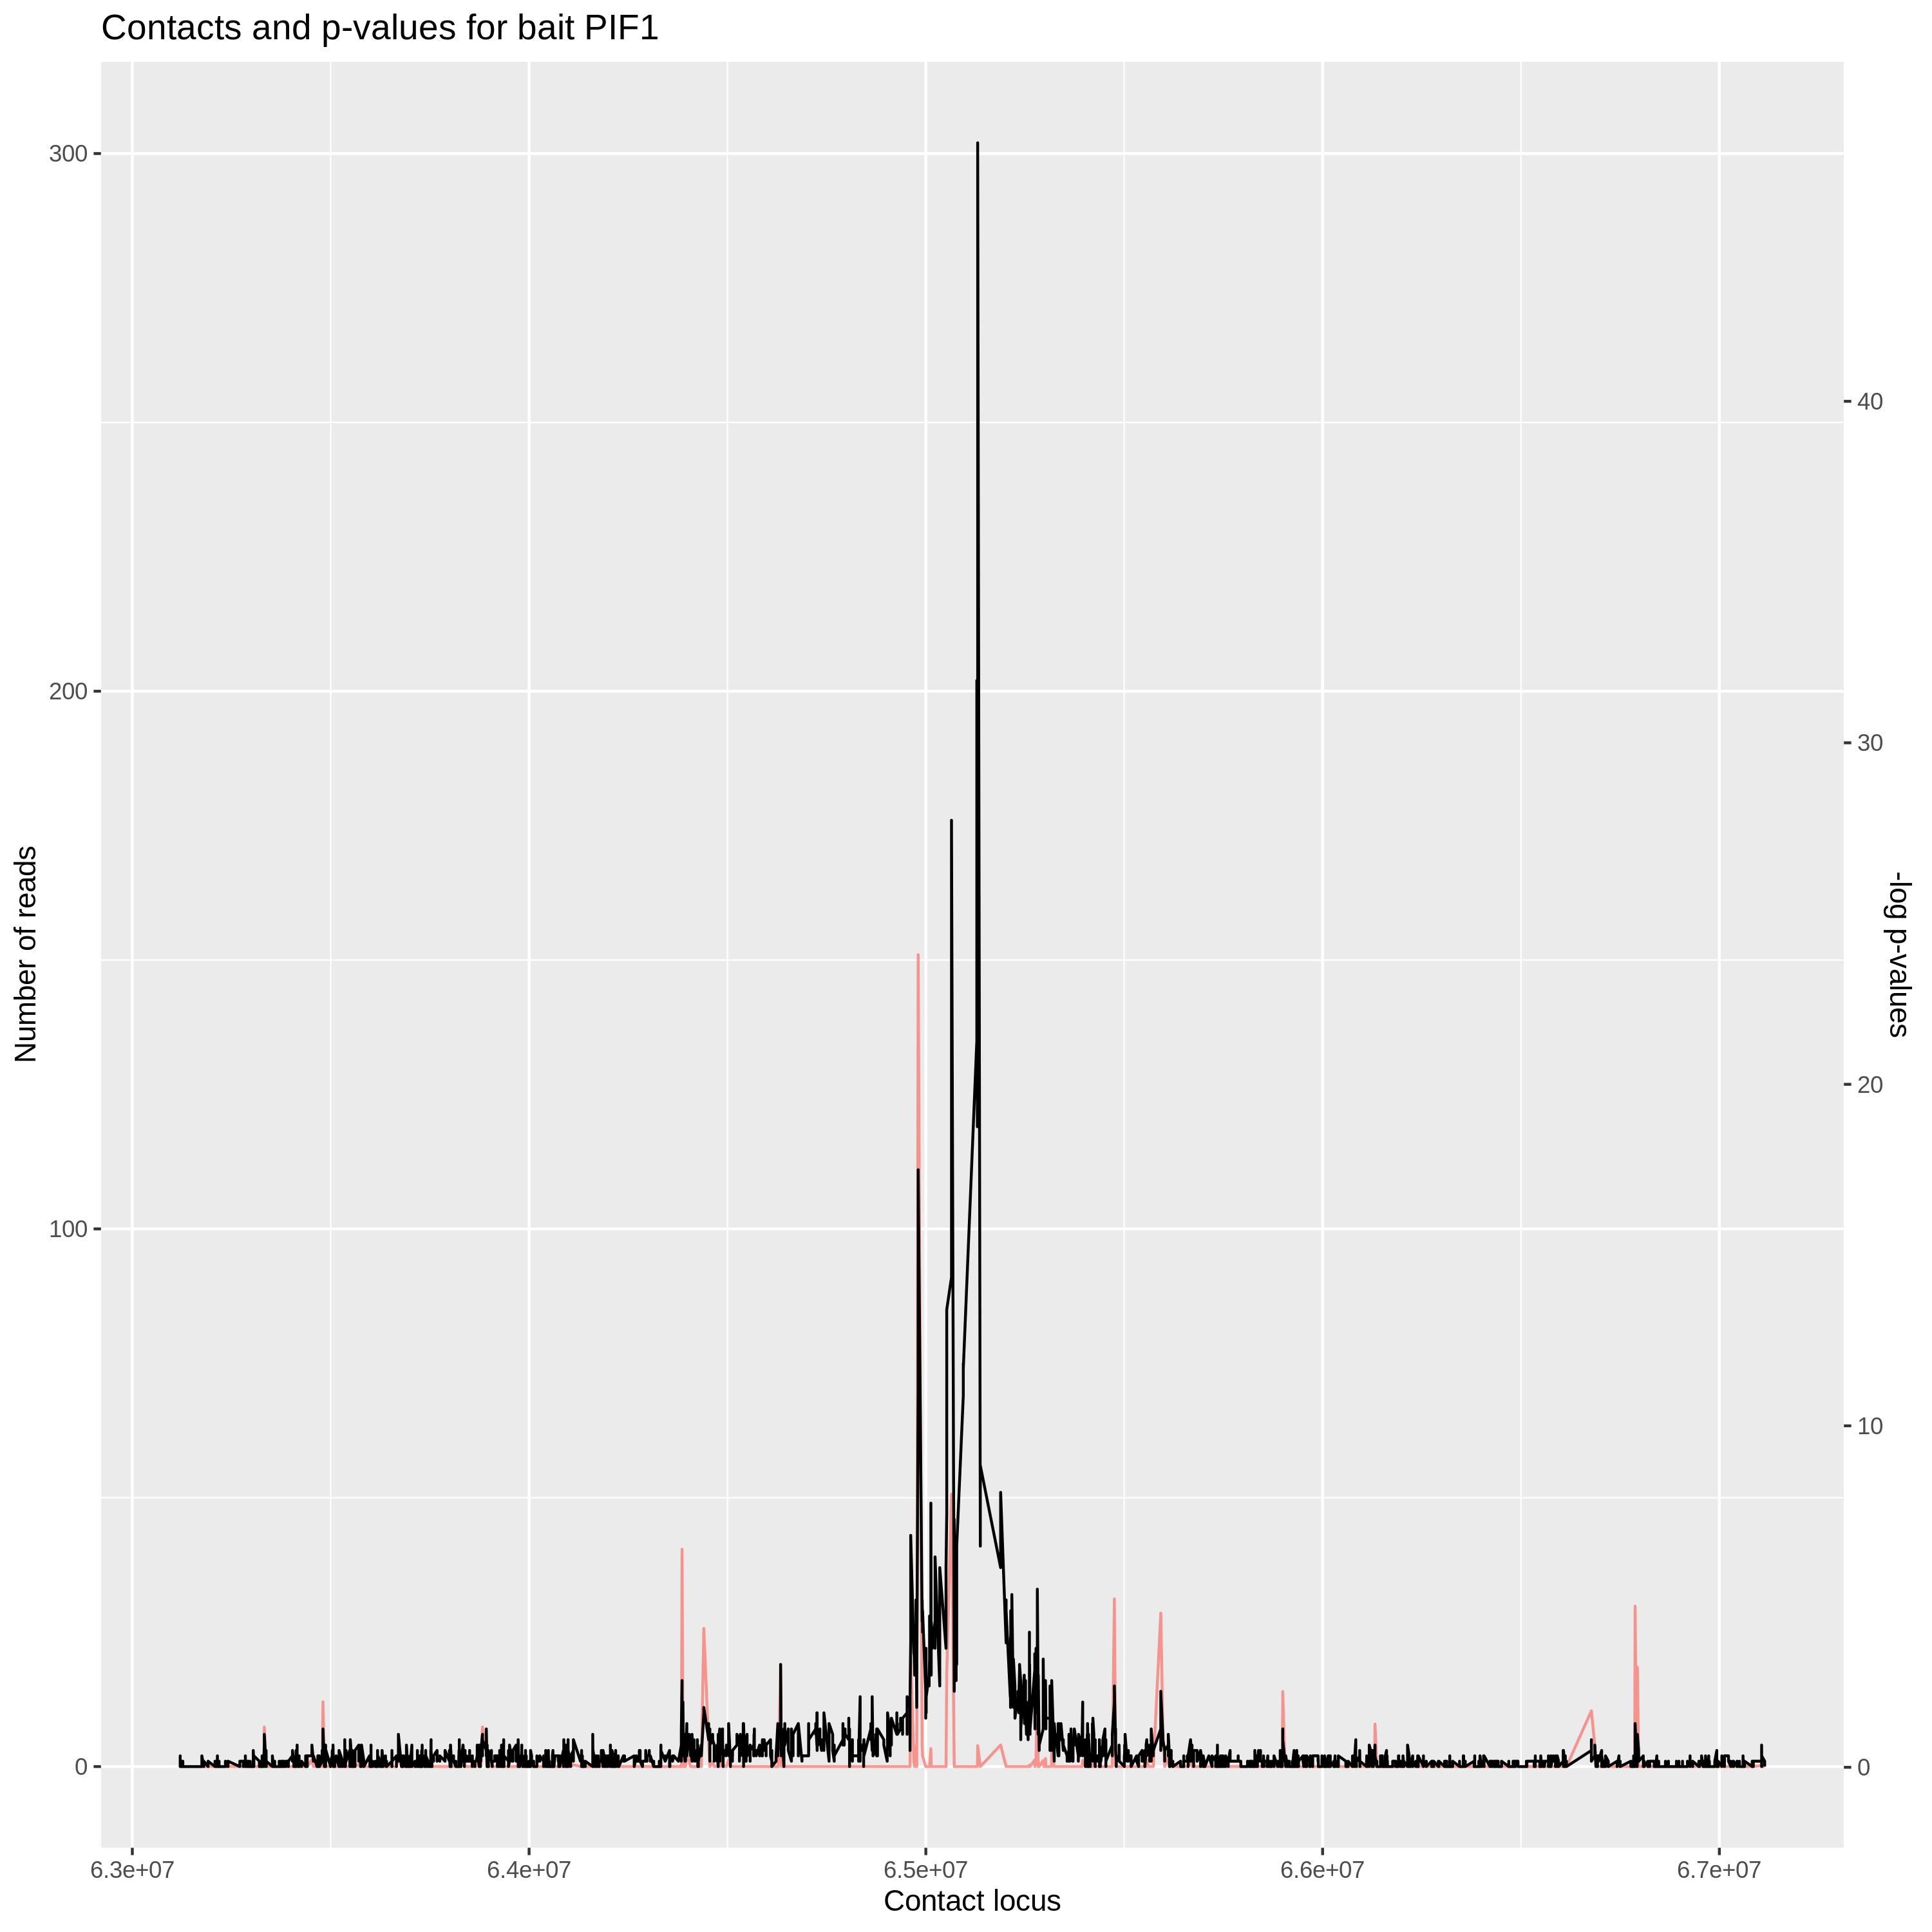 Contacts and p-values for bait PIF1
300
200
100
0
Number of reads
40
30
20
10
0
-log p-values
6.3e+07
6.4e+07
6.5e+07
6.6e+07
6.7e+07
Contact locus